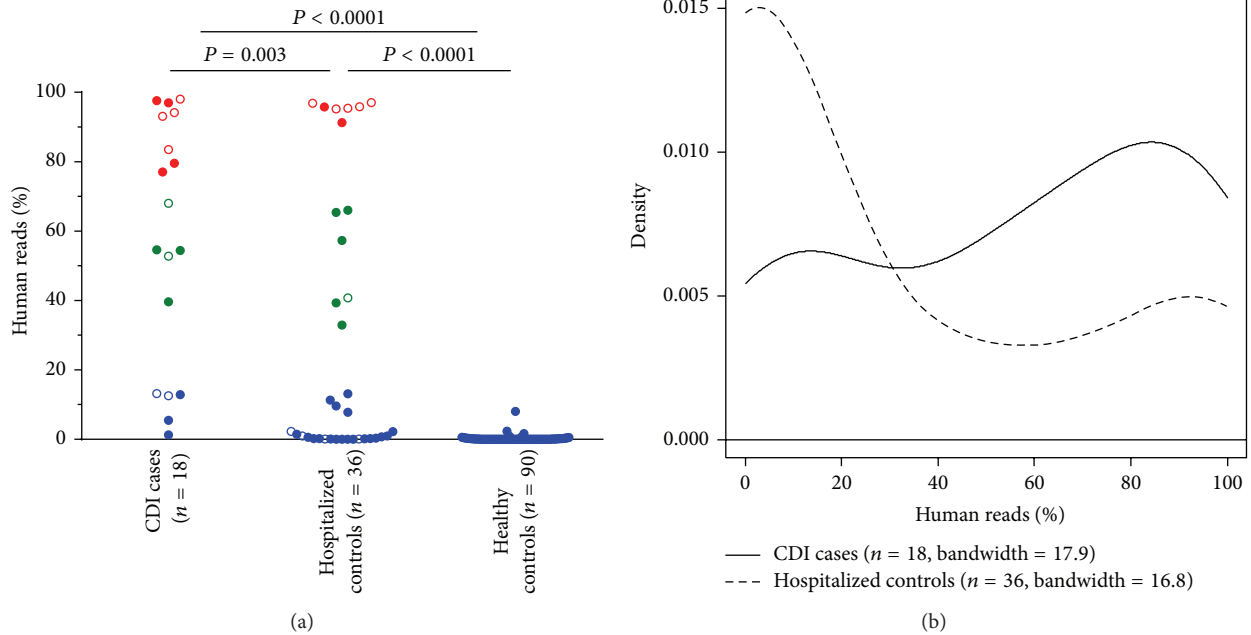 P < 0.0001
P = 0.003
P < 0.0001
100
80
60
40
20
0
Human reads (%)
CDI cases
(n = 18)
Hospitalized
controls (n = 36)
Healthy
controls (n = 90)
(a)
0.015
0.010
0.005
0.000
Density
0
20
40
60
80
100
Human reads (%)
CDI cases (n = 18, bandwidth = 17.9)
Hospitalized controls (n = 36, bandwidth = 16.8)
(b)